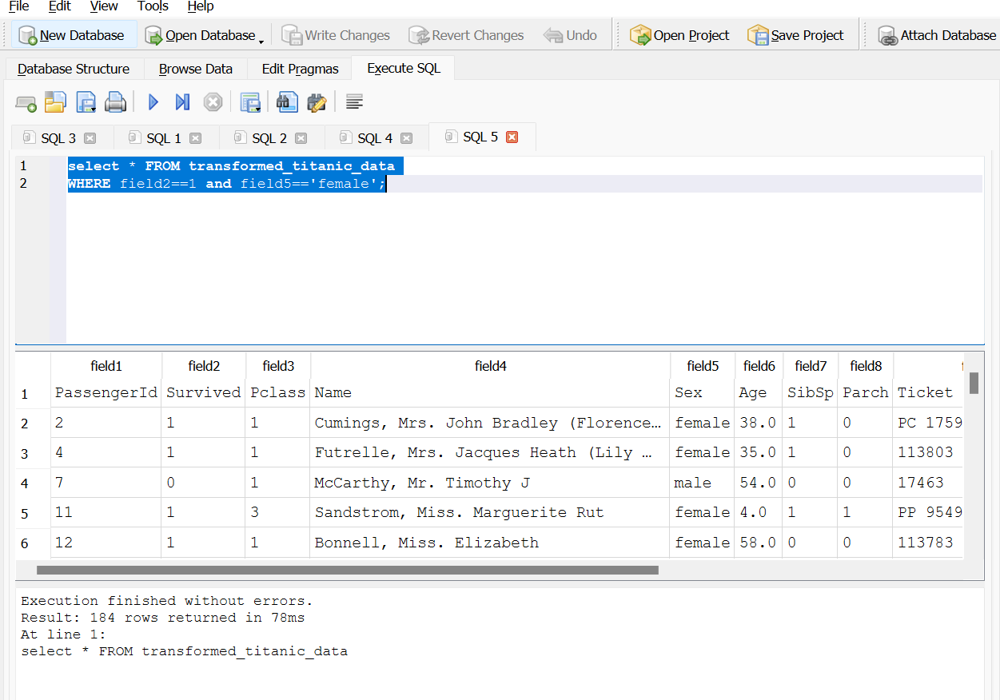 File Edit View Tools Help
New Database Open Database Write Changes Revert Changes Undo Open Project Save Project Attach Database
Database Structure Browse Data Edit Pragmas Execute SQL
SQL 3 SQL 1 SQL 2 SQL 4 SQL 5
1 select * FROM transformed_titanic_data
2 WHERE field2==1 and field5=='female';
field1 field2 field3 field4 field5 field6 field7 field8
1 PassengerId Survived Pclass Name Sex Age SibSp Parch Ticket
2 2 1 1 Cumings, Mrs. John Bradley (Florence… female 38.0 1 0 PC 1759
3 4 1 1 Futrelle, Mrs. Jacques Heath (Lily … female 35.0 1 0 113803
4 7 0 1 McCarthy, Mr. Timothy J male 54.0 0 0 17463
5 11 1 3 Sandstrom, Miss. Marguerite Rut female 4.0 1 1 PP 9549
6 12 1 1 Bonnell, Miss. Elizabeth female 58.0 0 0 113783
Execution finished without errors.
Result: 184 rows returned in 78ms
At line 1:
select * FROM transformed_titanic_data